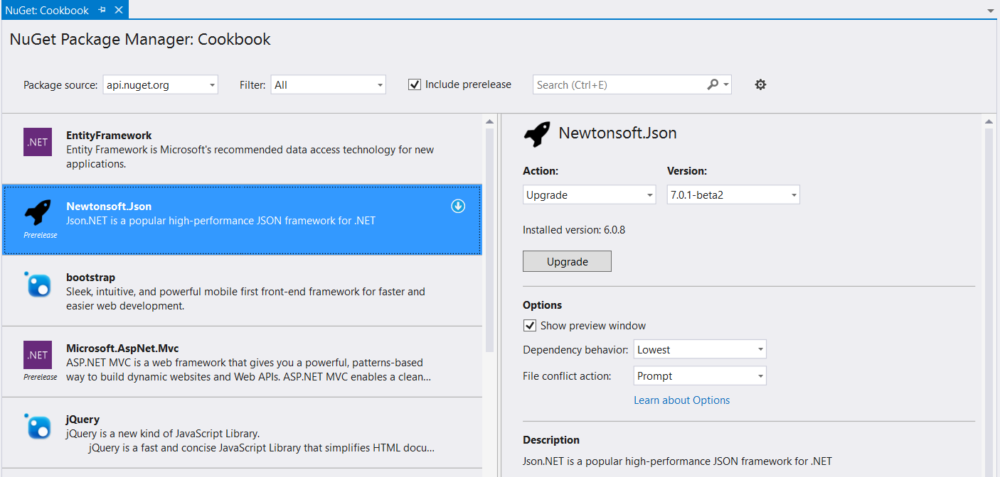 NuGet: Cookbook
NuGet Package Manager: Cookbook
Package source: api.nuget.org Filter: All Include prerelease Search (Ctrl+E)
.NET
EntityFramework
Entity Framework is Microsoft's recommended data access technology for new
applications.
Newtonsoft.Json
Json.NET is a popular high-performance JSON framework for .NET
Prerelease
bootstrap
Sleek, intuitive, and powerful mobile first front-end framework for faster and
easier web development.
.NET
Prerelease
Microsoft.AspNet.Mvc
ASP.NET MVC is a web framework that gives you a powerful, patterns-based
way to build dynamic websites and Web APIs. ASP.NET MVC enables a clean...
jQuery
jQuery is a new kind of JavaScript Library.
jQuery is a fast and concise JavaScript Library that simplifies HTML docu...
Newtonsoft.Json
Action: Version:
Upgrade 7.0.1-beta2
Installed version: 6.0.8
Upgrade
Options
Show preview window
Dependency behavior: Lowest
File conflict action: Prompt
Learn about Options
Description
Json.NET is a popular high-performance JSON framework for .NET